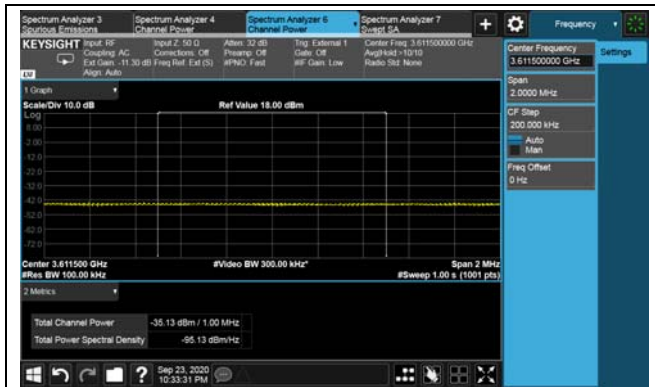 Spectrum Analyzer 3
Spurious Emissions
Spectrum Analyzer 4
Channel Power
Spectrum Analyzer 6
Channel Power
Spectrum Analyzer 7
Swept SA
+
Frequency
KEYSIGHT
Input: RF
Coupling: AC
Ext Gain: -11.30 dB
Align: Auto
Input Z: 50 Ω
Corrections: Off
Freq Ref: Ext (S)
Atten: 32 dB
Preamp: Off
#PNO: Fast
Trig: External 1
Gate: Off
#IF Gain: Low
Center Freq: 3.611500000 GHz
Avg|Hold:>10/10
Radio Std: None
LXI
Center Frequency
3.611500000 GHz
Settings
Span
2.0000 MHz
CF Step
200.000 kHz
Auto
Man
Freq Offset
0 Hz
1 Graph
Scale/Div 10.0 dB
Ref Value 18.00 dBm
Log
8.00
-2.00
-12.0
-22.0
-32.0
-42.0
-52.0
-62.0
-72.0
Center 3.611500 GHz
#Video BW 300.00 kHz*
Span 2 MHz
#Res BW 100.00 kHz
#Sweep 1.00 s (1001 pts)
2 Metrics
Total Channel Power
-35.13 dBm / 1.00 MHz
Total Power Spectral Density
-95.13 dBm/Hz
?
Sep 23, 2020
10:33:31 PM